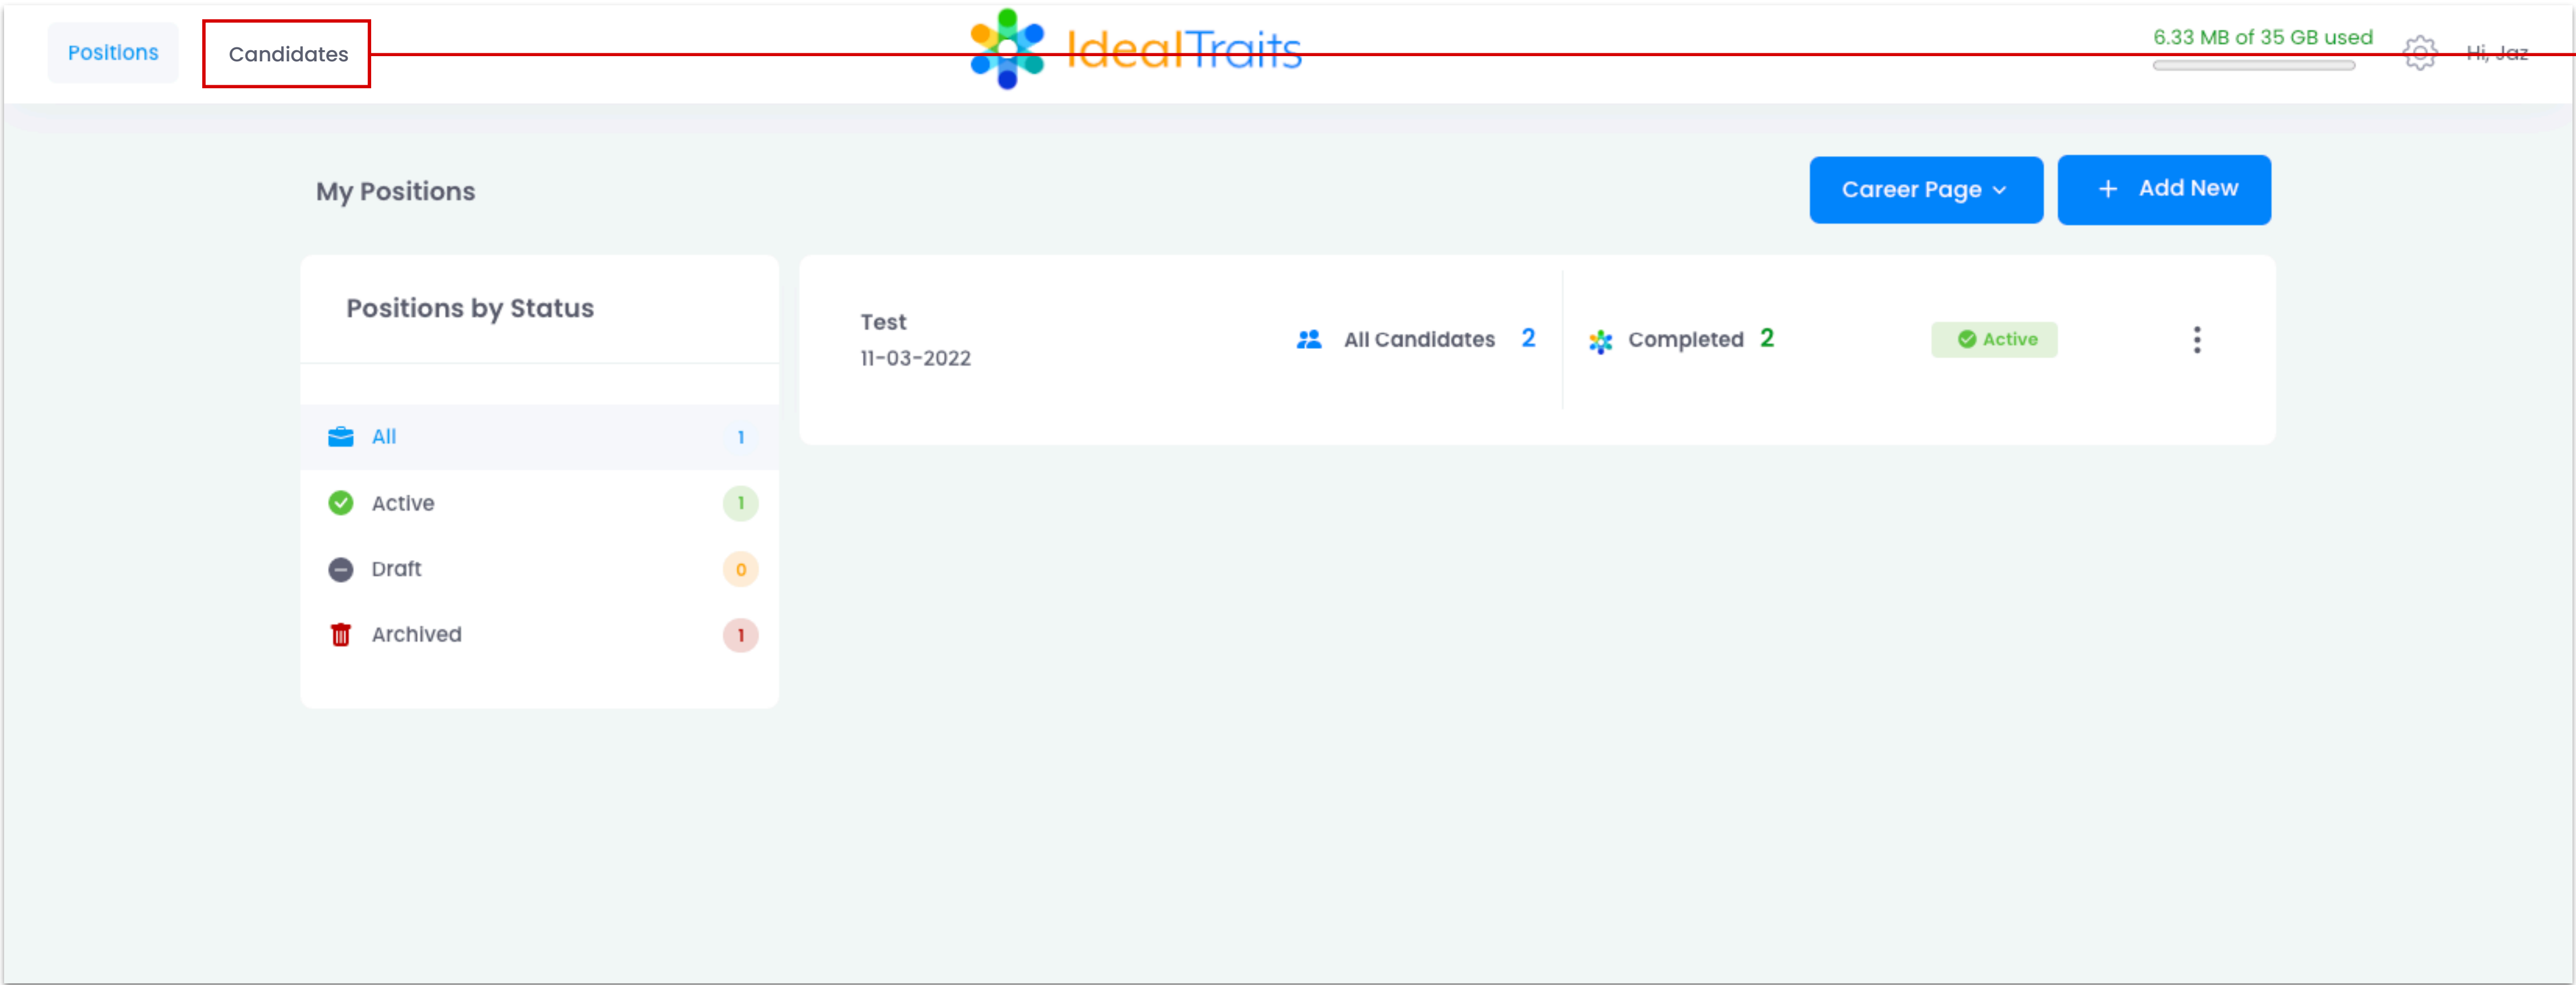 Positions
Candidates
IdealTraits
6.33 MB of 35 GB used
Hi, Jaz
My Positions
Career Page
+ Add New
Positions by Status
All 1
Active 1
Draft 0
Archived 1
Test
11-03-2022
All Candidates 2
Completed 2
Active